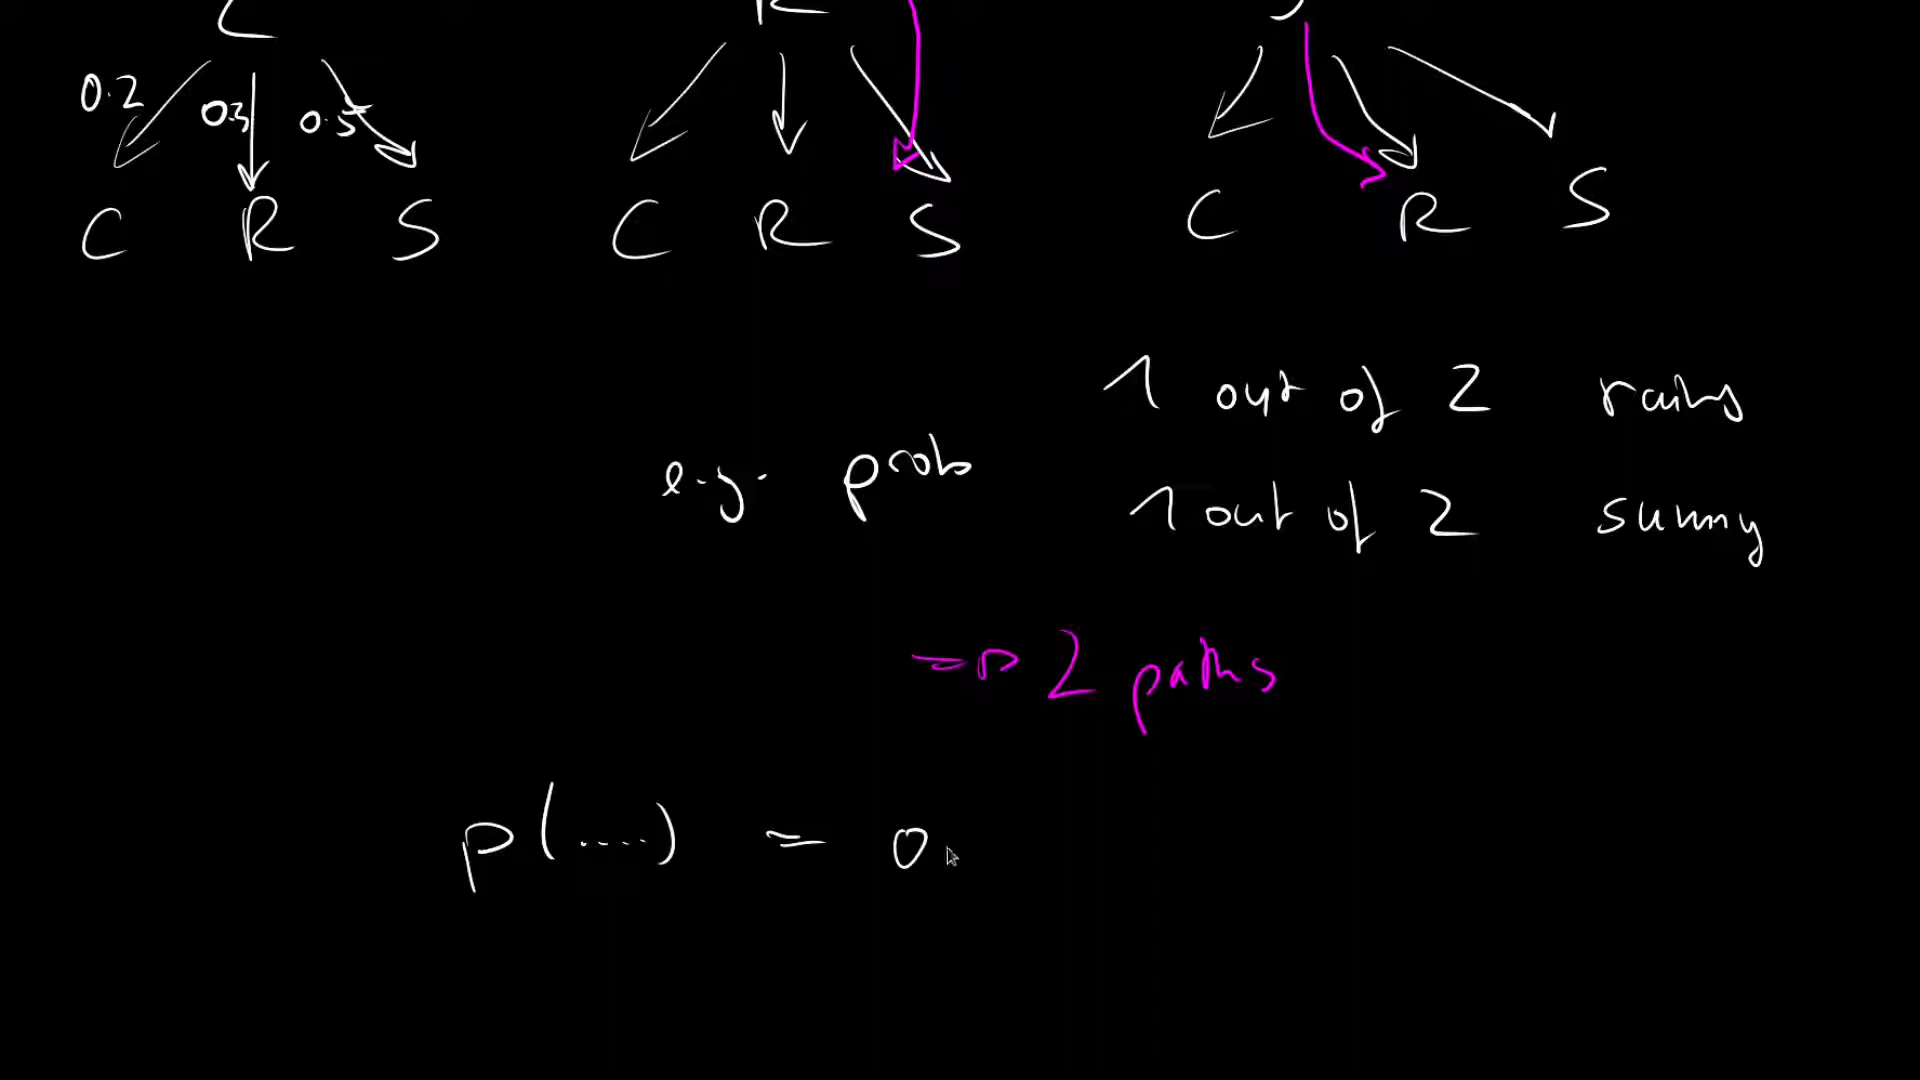 C R S
0.2 0.3 0.5
C R S C R S C R S
1 out of 2 rainy
e.g. prob
1 out of 2 sunny
=> 2 paths
p(....) = 0.